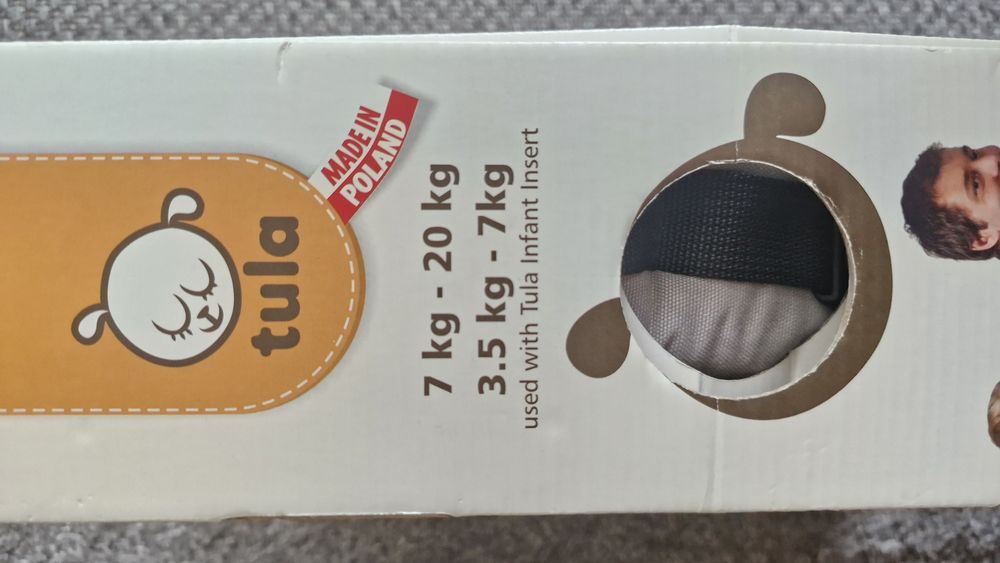 tula
MADE IN
POLAND
7 kg - 20 kg
3.5 kg - 7kg
used with Tula Infant Insert